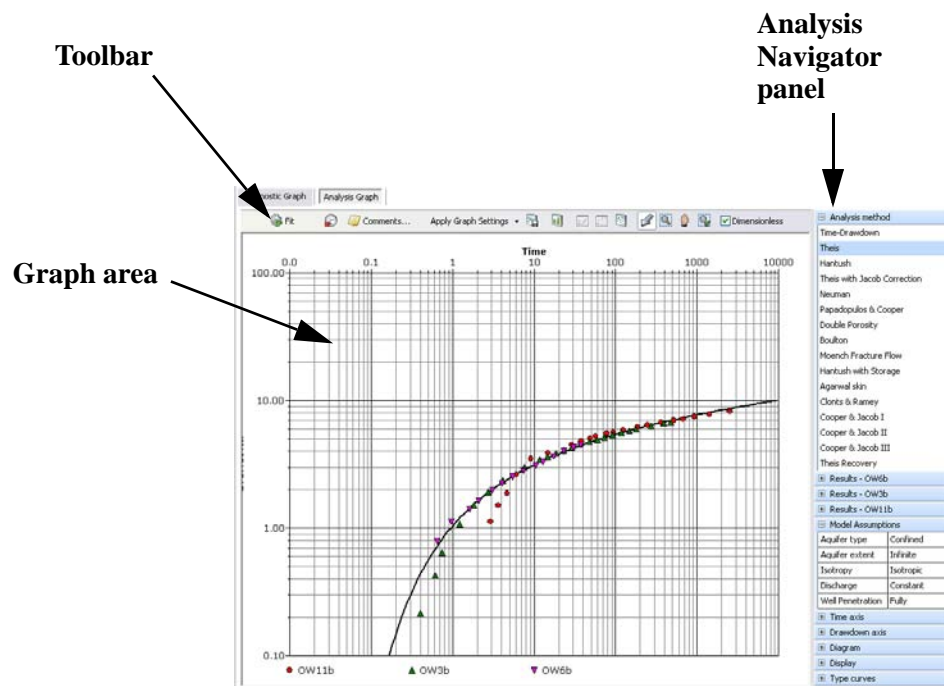 Toolbar
Analysis
Navigator
panel
Graph area
ostic Graph
Analysis Graph
Fit
Comments...
Apply Graph Settings
Dimensionless
Time
0.0 0.1 1 10 100 1000 10000
100.00
10.00
1.00
0.10
OW11b OW3b OW6b
Analysis method
Time-Drawdown
Theis
Hantush
Theis with Jacob Correction
Neuman
Papadopulos & Cooper
Double Porosity
Boulton
Moench Fracture Flow
Hantush with Storage
Agarwal skin
Clonts & Ramey
Cooper & Jacob I
Cooper & Jacob II
Cooper & Jacob III
Theis Recovery
Results - OW6b
Results - OW3b
Results - OW11b
Model Assumptions
Aquifer type Confined
Aquifer extent Infinite
Isotropy Isotropic
Discharge Constant
Well Penetration Fully
Time axis
Drawdown axis
Diagram
Display
Type curves